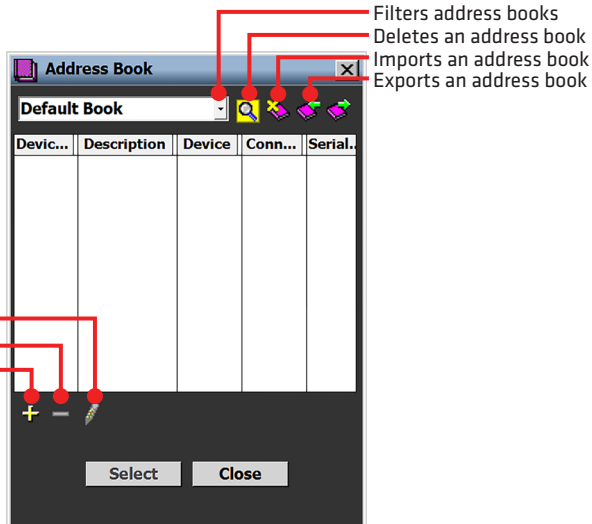 Filters address books
Deletes an address book
Imports an address book
Exports an address book
Address Book
Default Book
Devic... Description Device Conn... Serial..
Select Close